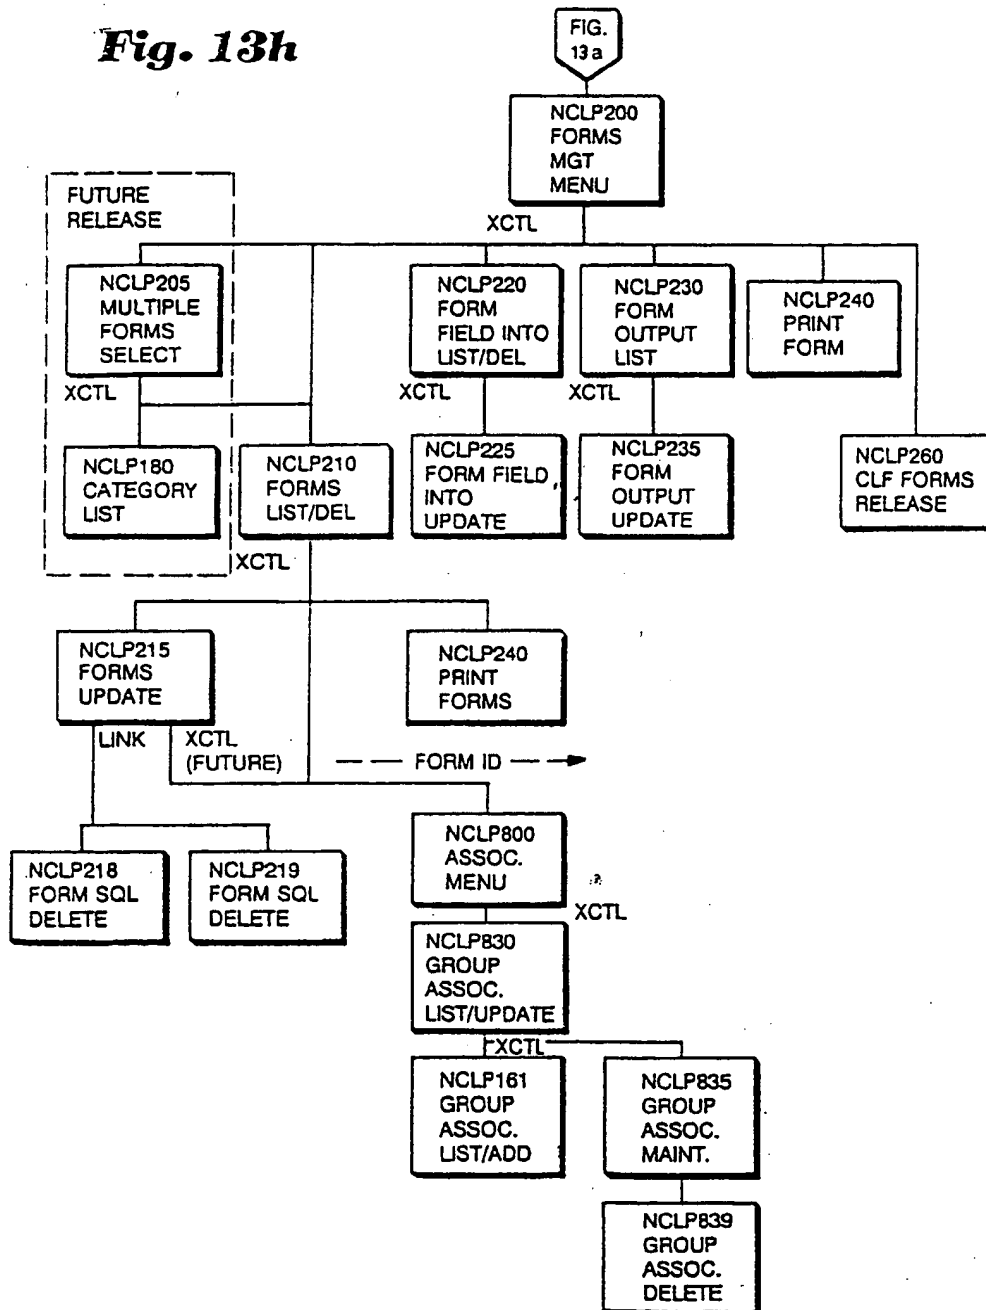 Fig. 13h
FIG.
13a
NCLP200
FORMS
MGT
MENU
XCTL
FUTURE
RELEASE
NCLP205
MULTIPLE
FORMS
SELECT
NCLP220
FORM
FIELD INTO
LIST/DEL
NCLP230
FORM
OUTPUT
LIST
NCLP240
PRINT
FORM
XCTL
XCTL
XCTL
NCLP180
CATEGORY
LIST
NCLP210
FORMS
LIST/DEL
NCLP225
FORM FIELD
INTO
UPDATE
NCLP235
FORM
OUTPUT
UPDATE
NCLP260
CLF FORMS
RELEASE
XCTL
NCLP215
FORMS
UPDATE
NCLP240
PRINT
FORMS
LINK
XCTL
(FUTURE)
FORM ID
NCLP218
FORM SQL
DELETE
NCLP219
FORM SQL
DELETE
NCLP800
ASSOC.
MENU
XCTL
NCLP830
GROUP
ASSOC.
LIST/UPDATE
XCTL
NCLP161
GROUP
ASSOC.
LIST/ADD
NCLP835
GROUP
ASSOC.
MAINT.
NCLP839
GROUP
ASSOC.
DELETE